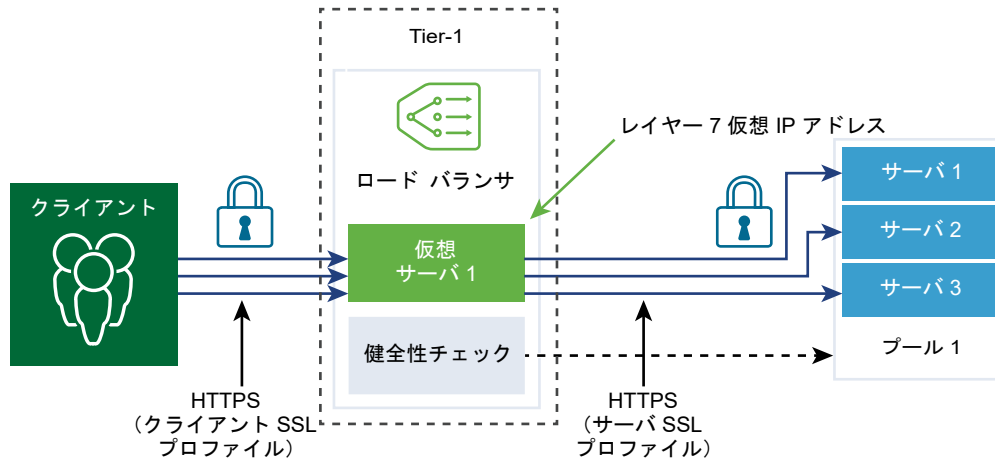 Tier-1
レイヤー 7 仮想 IP アドレス
ロード バランサ
クライアント
仮想
サーバ 1
健全性チェック
サーバ 1
サーバ 2
サーバ 3
プール 1
HTTPS
（クライアント SSL
プロファイル）
HTTPS
（サーバ SSL
プロファイル）